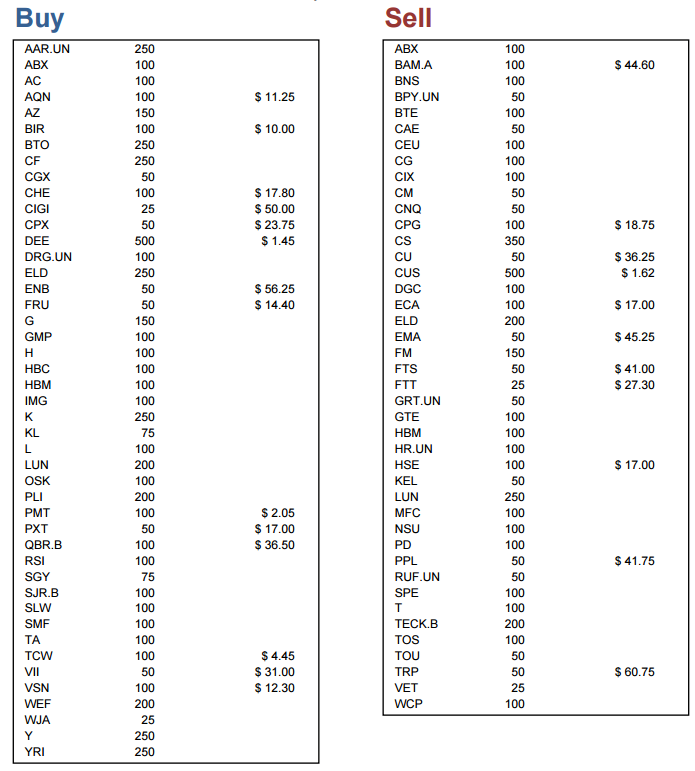 Buy
AAR.UN 250
ABX 100
AC 100
AQN 100 $ 11.25
AZ 150
BIR 100 $ 10.00
BTO 250
CF 250
CGX 50
CHE 100 $ 17.80
CIGI 25 $ 50.00
CPX 50 $ 23.75
DEE 500 $ 1.45
DRG.UN 100
ELD 250
ENB 50 $ 56.25
FRU 50 $ 14.40
G 150
GMP 100
H 100
HBC 100
HBM 100
IMG 100
K 250
KL 75
L 100
LUN 200
OSK 100
PLI 200
PMT 100 $ 2.05
PXT 50 $ 17.00
QBR.B 100 $ 36.50
RSI 100
SGY 75
SJR.B 100
SLW 100
SMF 100
TA 100
TCW 100 $ 4.45
VII 50 $ 31.00
VSN 100 $ 12.30
WEF 200
WJA 25
Y 250
YRI 250
Sell
ABX 100
BAM.A 100 $ 44.60
BNS 100
BPY.UN 50
BTE 100
CAE 50
CEU 100
CG 100
CIX 100
CM 50
CNQ 50
CPG 100 $ 18.75
CS 350
CU 50 $ 36.25
CUS 500 $ 1.62
DGC 100
ECA 100 $ 17.00
ELD 200
EMA 50 $ 45.25
FM 150
FTS 50 $ 41.00
FTT 25 $ 27.30
GRT.UN 50
GTE 100
HBM 100
HR.UN 100
HSE 100 $ 17.00
KEL 50
LUN 250
MFC 100
NSU 100
PD 100
PPL 50 $ 41.75
RUF.UN 50
SPE 100
T 100
TECK.B 200
TOS 100
TOU 50
TRP 50 $ 60.75
VET 25
WCP 100